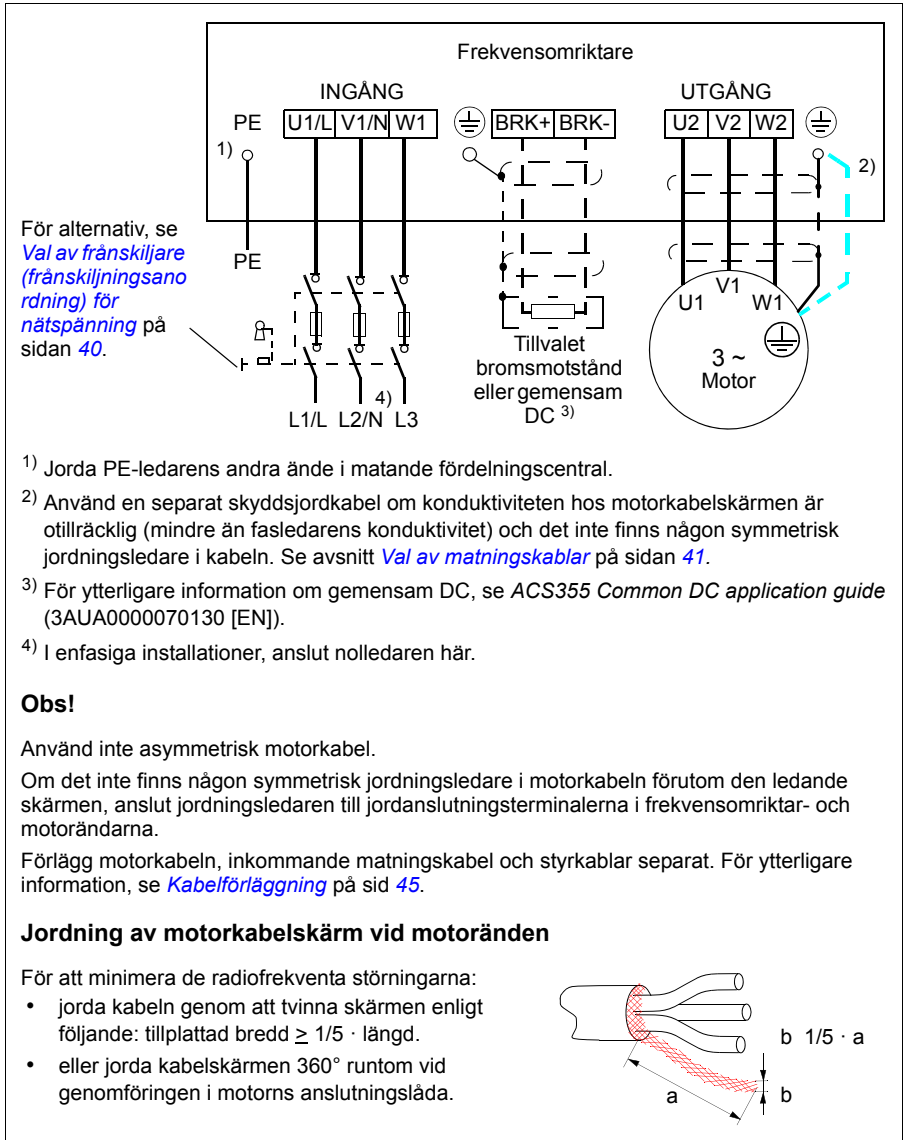 Frekvensomriktare
INGÅNG
UTGÅNG
PE
U1/L V1/N W1
BRK+ BRK-
U2 V2 W2
1)
2)
För alternativ, se
Val av frånskiljare
(frånskiljningsano
rdning) för
nätspänning på
sidan 40.
PE
U1
V1
W1
3 ~
Motor
Tillvalet
bromsmotstånd
eller gemensam
DC 3)
4)
L1/L L2/N L3
1) Jorda PE-ledarens andra ände i matande fördelningscentral.
2) Använd en separat skyddsjordkabel om konduktiviteten hos motorkabelskärmen är
otillräcklig (mindre än fasledarens konduktivitet) och det inte finns någon symmetrisk
jordningsledare i kabeln. Se avsnitt Val av matningskablar på sidan 41.
3) För ytterligare information om gemensam DC, se ACS355 Common DC application guide
(3AUA0000070130 [EN]).
4) I enfasiga installationer, anslut nolledaren här.
Obs!
Använd inte asymmetrisk motorkabel.
Om det inte finns någon symmetrisk jordningsledare i motorkabeln förutom den ledande
skärmen, anslut jordningsledaren till jordanslutningsterminalerna i frekvensomriktar- och
motorändarna.
Förlägg motorkabeln, inkommande matningskabel och styrkablar separat. För ytterligare
information, se Kabelförläggning på sid 45.
Jordning av motorkabelskärm vid motoränden
För att minimera de radiofrekventa störningarna:
• jorda kabeln genom att tvinna skärmen enligt
följande: tillplattad bredd ≥ 1/5 · längd.
• eller jorda kabelskärmen 360° runtom vid
genomföringen i motorns anslutningslåda.
b 1/5 · a
a
b